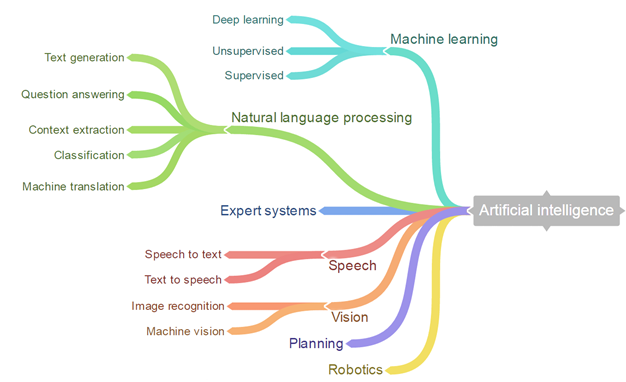 Deep learning
Unsupervised
Supervised
Machine learning
Text generation
Question answering
Context extraction
Classification
Machine translation
Natural language processing
Expert systems
Artificial intelligence
Speech to text
Text to speech
Speech
Image recognition
Machine vision
Vision
Planning
Robotics